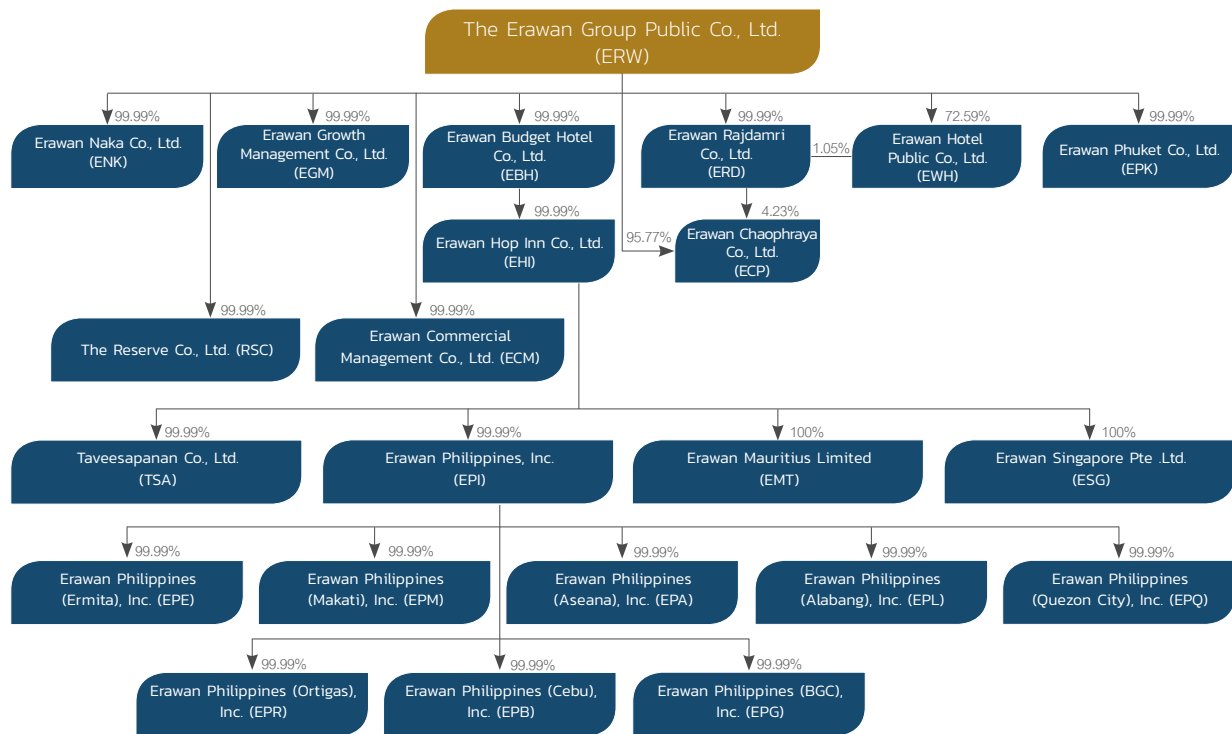 The Erawan Group Public Co., Ltd.
(ERW)
99.99%
99.99%
99.99%
99.99%
72.59%
99.99%
Erawan Naka Co., Ltd.
(ENK)
Erawan Growth
Management Co., Ltd.
(EGM)
Erawan Budget Hotel
Co., Ltd.
(EBH)
Erawan Rajdamri
Co., Ltd.
(ERD)
1.05%
Erawan Hotel
Public Co., Ltd.
(EWH)
Erawan Phuket Co., Ltd.
(EPK)
99.99%
4.23%
Erawan Hop Inn Co., Ltd.
(EHI)
95.77%
Erawan Chaophraya
Co., Ltd.
(ECP)
99.99%
99.99%
The Reserve Co., Ltd. (RSC)
Erawan Commercial
Management Co., Ltd. (ECM)
99.99%
99.99%
100%
100%
Taveesapanan Co., Ltd.
(TSA)
Erawan Philippines, Inc.
(EPI)
Erawan Mauritius Limited
(EMT)
Erawan Singapore Pte .Ltd.
(ESG)
99.99%
99.99%
99.99%
99.99%
99.99%
Erawan Philippines
(Ermita), Inc. (EPE)
Erawan Philippines
(Makati), Inc. (EPM)
Erawan Philippines
(Aseana), Inc. (EPA)
Erawan Philippines
(Alabang), Inc. (EPL)
Erawan Philippines
(Quezon City), Inc. (EPQ)
99.99%
99.99%
99.99%
Erawan Philippines (Ortigas),
Inc. (EPR)
Erawan Philippines (Cebu),
Inc. (EPB)
Erawan Philippines (BGC),
Inc. (EPG)